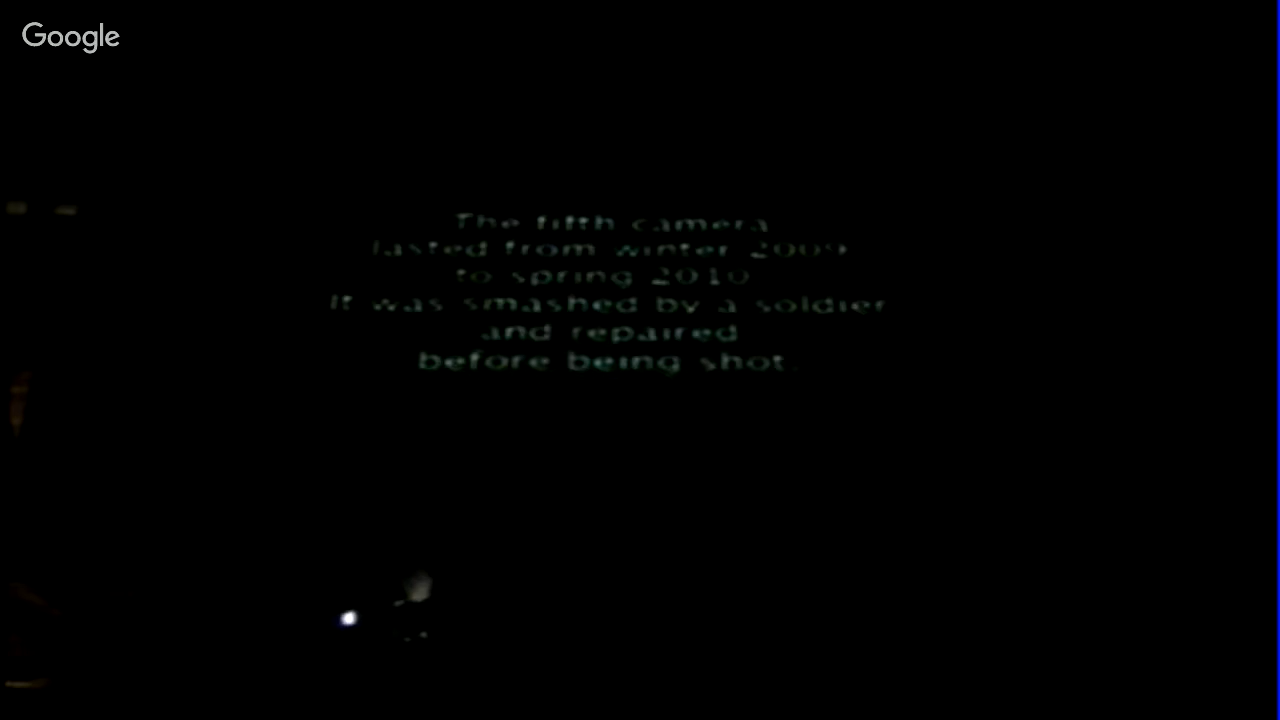 Google
The fifth camera
lasted from winter 2009
to spring 2010
It was smashed by a soldier
and repaired
before being shot.